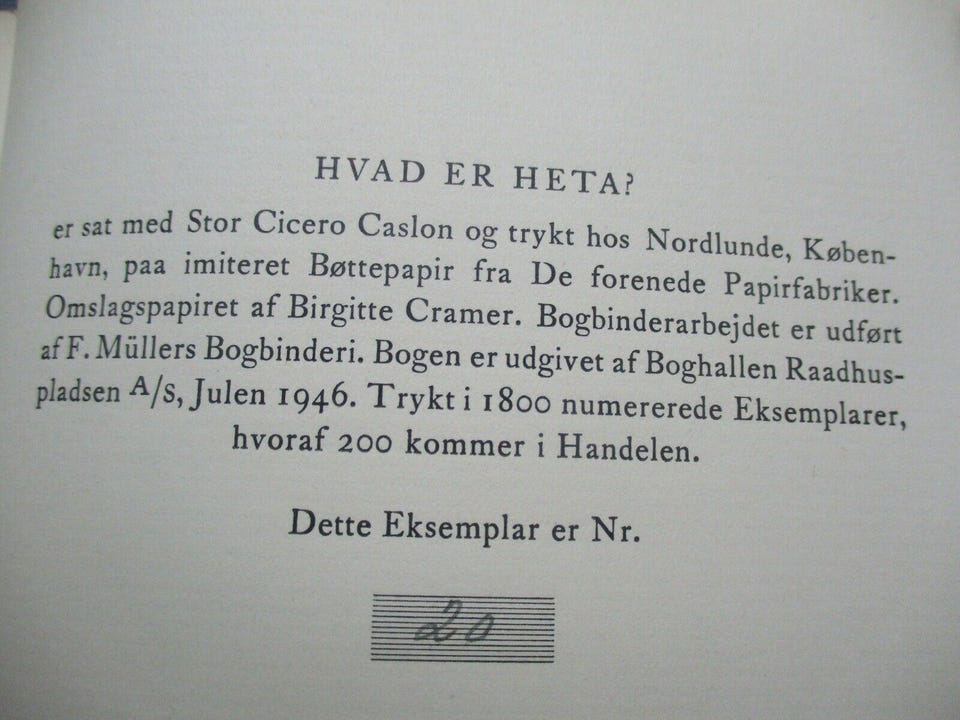 HVAD ER HETA?
er sat med Stor Cicero Caslon og trykt hos Nordlunde, Køben-
havn, paa imiteret Bøttepapir fra De forenede Papirfabriker.
Omslagspapiret af Birgitte Cramer. Bogbinderarbejdet er udført
af F. Müllers Bogbinderi. Bogen er udgivet af Boghallen Raadhus-
pladsen A/S, Julen 1946. Trykt i 1800 numererede Eksemplarer,
hvoraf 200 kommer i Handelen.
Dette Eksemplar er Nr.
20